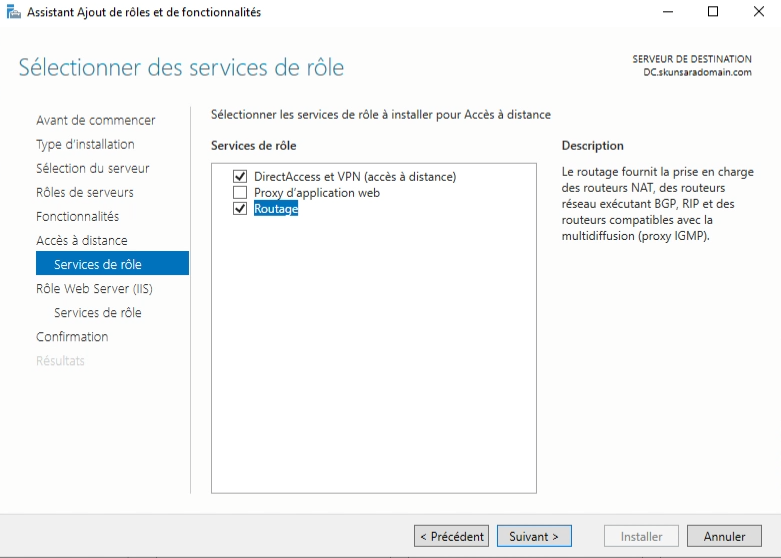 Assistant Ajout de rôles et de fonctionnalités
Sélectionner des services de rôle
SERVEUR DE DESTINATION
DC.skunsaradomain.com
Avant de commencer
Type d'installation
Sélection du serveur
Rôles de serveurs
Fonctionnalités
Accès à distance
Services de rôle
Rôle Web Server (IIS)
Services de rôle
Confirmation
Résultats
Sélectionner les services de rôle à installer pour Accès à distance
Services de rôle
DirectAccess et VPN (accès à distance)
Proxy d'application web
Routage
Description
Le routage fournit la prise en charge
des routeurs NAT, des routeurs
réseau exécutant BGP, RIP et des
routeurs compatibles avec la
multidiffusion (proxy IGMP).
< Précédent
Suivant >
Installer
Annuler